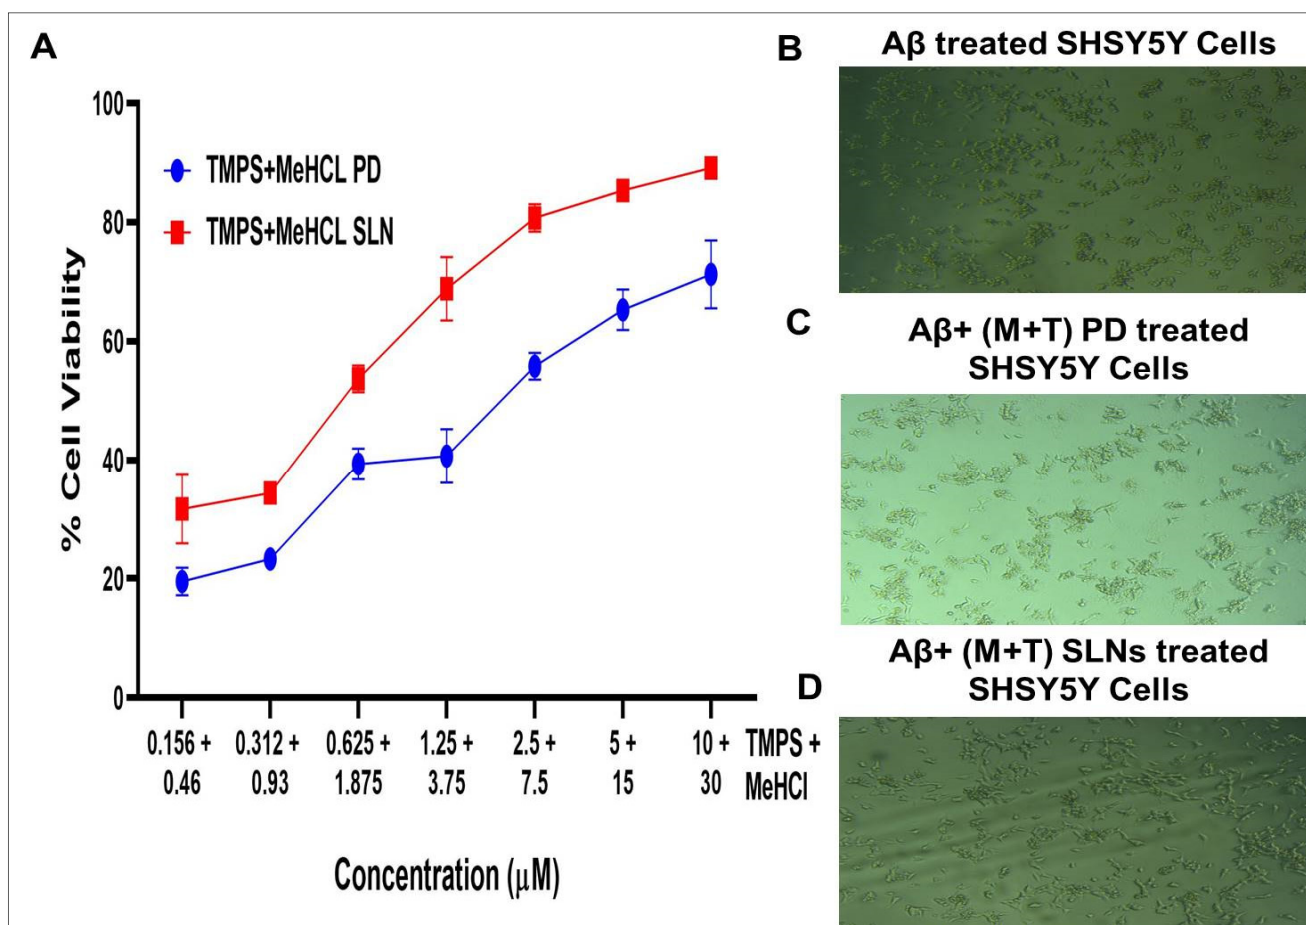 A
100
80
60
40
20
0
% Cell Viability
TMPS+MeHCL PD
TMPS+MeHCL SLN
0.156 + 0.312 + 0.625 + 1.25 + 2.5 + 5 + 10 + TMPS +
0.46 0.93 1.875 3.75 7.5 15 30 MeHCl
Concentration (μM)
B
Aβ treated SHSY5Y Cells
C
Aβ+ (M+T) PD treated
SHSY5Y Cells
D
Aβ+ (M+T) SLNs treated
SHSY5Y Cells